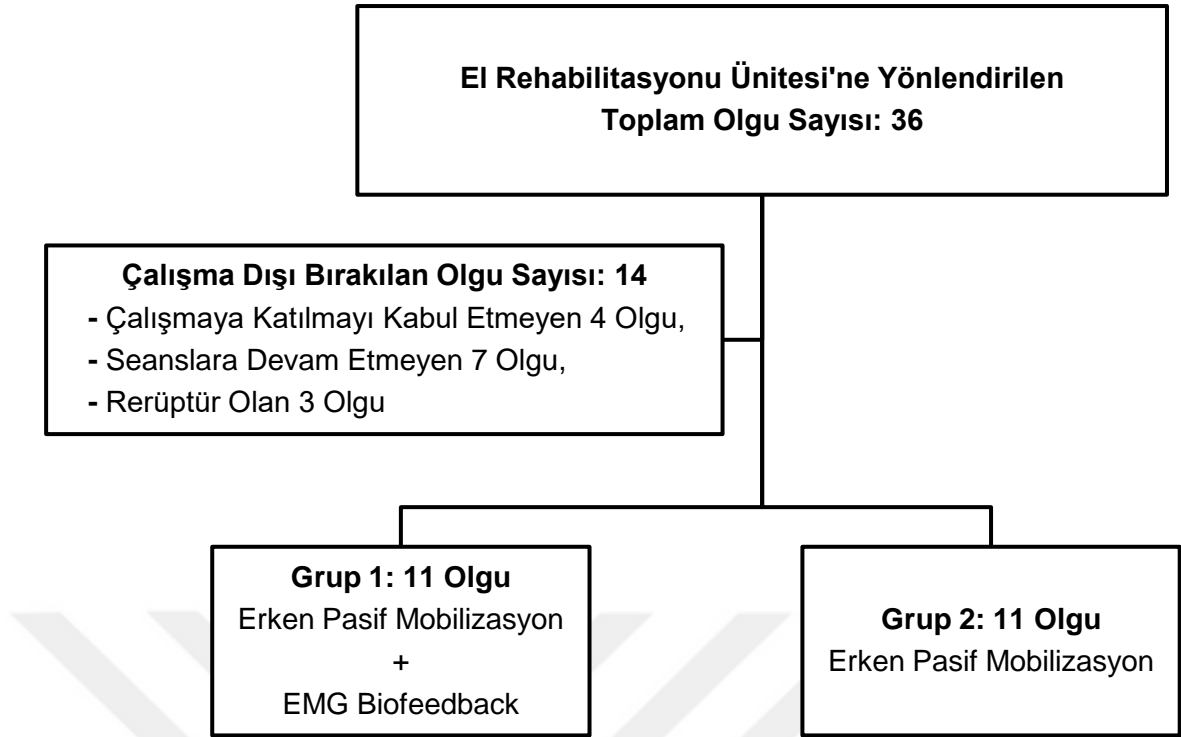 El Rehabilitasyonu Ünitesi'ne Yönlendirilen
Toplam Olgu Sayısı: 36
Çalışma Dışı Bırakılan Olgu Sayısı: 14
- Çalışmaya Katılmayı Kabul Etmeyen 4 Olgu,
- Seanslara Devam Etmeyen 7 Olgu,
- Rerüptür Olan 3 Olgu
Grup 1: 11 Olgu
Erken Pasif Mobilizasyon
+
EMG Biofeedback
Grup 2: 11 Olgu
Erken Pasif Mobilizasyon